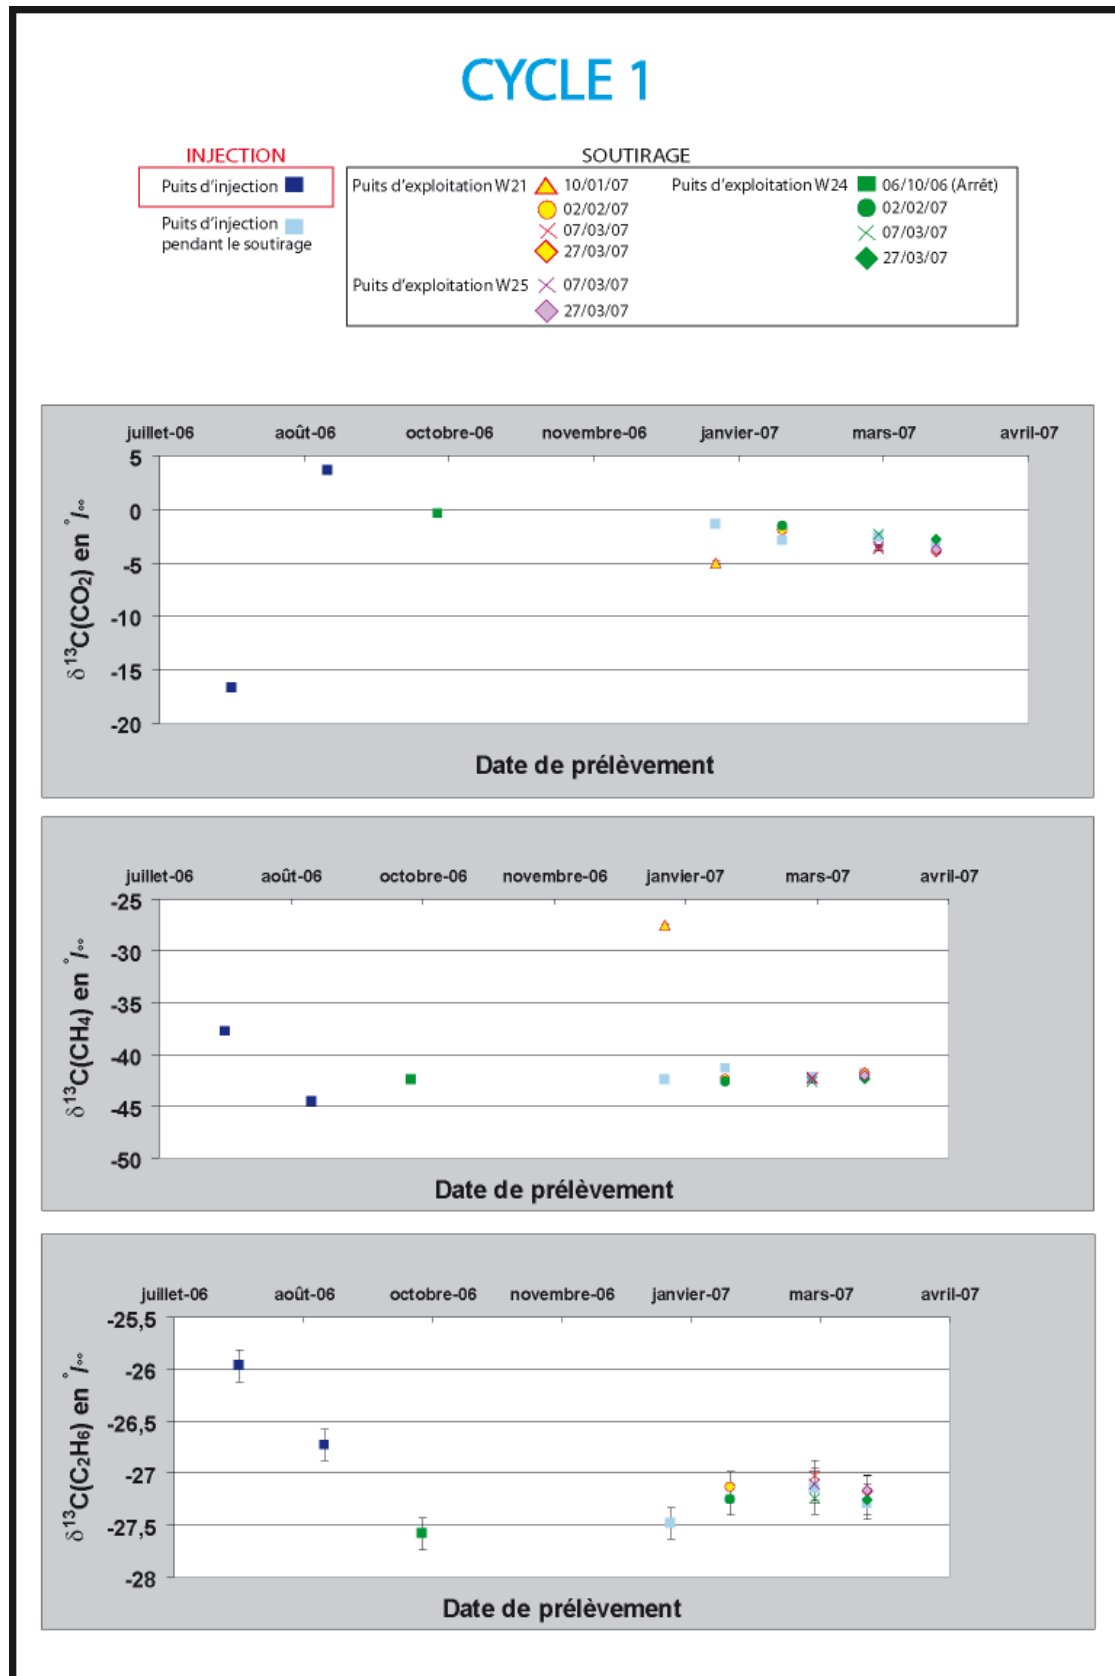 CYCLE 1
INJECTION
Puits d'injection
Puits d'injection
pendant le soutirage
SOUTIRAGE
Puits d'exploitation W21 10/01/07
02/02/07
07/03/07
27/03/07
Puits d'exploitation W25 07/03/07
27/03/07
Puits d'exploitation W24 06/10/06 (Arrêt)
02/02/07
07/03/07
27/03/07
juillet-06 août-06 octobre-06 novembre-06 janvier-07 mars-07 avril-07
5
0
-5
-10
-15
-20
δ¹³C(CO₂) en °/°°
Date de prélèvement
juillet-06 août-06 octobre-06 novembre-06 janvier-07 mars-07 avril-07
-25
-30
-35
-40
-45
-50
δ¹³C(CH₄) en °/°°
Date de prélèvement
juillet-06 août-06 octobre-06 novembre-06 janvier-07 mars-07 avril-07
-25,5
-26
-26,5
-27
-27,5
-28
δ¹³C(C₂H₆) en °/°°
Date de prélèvement